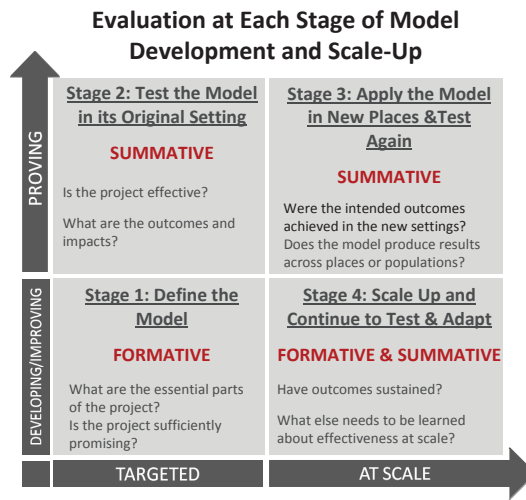 Evaluation at Each Stage of Model
Development and Scale-Up
PROVING
Stage 2: Test the Model
in its Original Setting
SUMMATIVE
Is the project effective?
What are the outcomes and
impacts?
Stage 3: Apply the Model
in New Places &Test
Again
SUMMATIVE
Were the intended outcomes
achieved in the new settings?
Does the model produce results
across places or populations?
DEVELOPING/IMPROVING
Stage 1: Define the
Model
FORMATIVE
What are the essential parts
of the project?
Is the project sufficiently
promising?
Stage 4: Scale Up and
Continue to Test & Adapt
FORMATIVE & SUMMATIVE
Have outcomes sustained?
What else needs to be learned
about effectiveness at scale?
TARGETED
AT SCALE